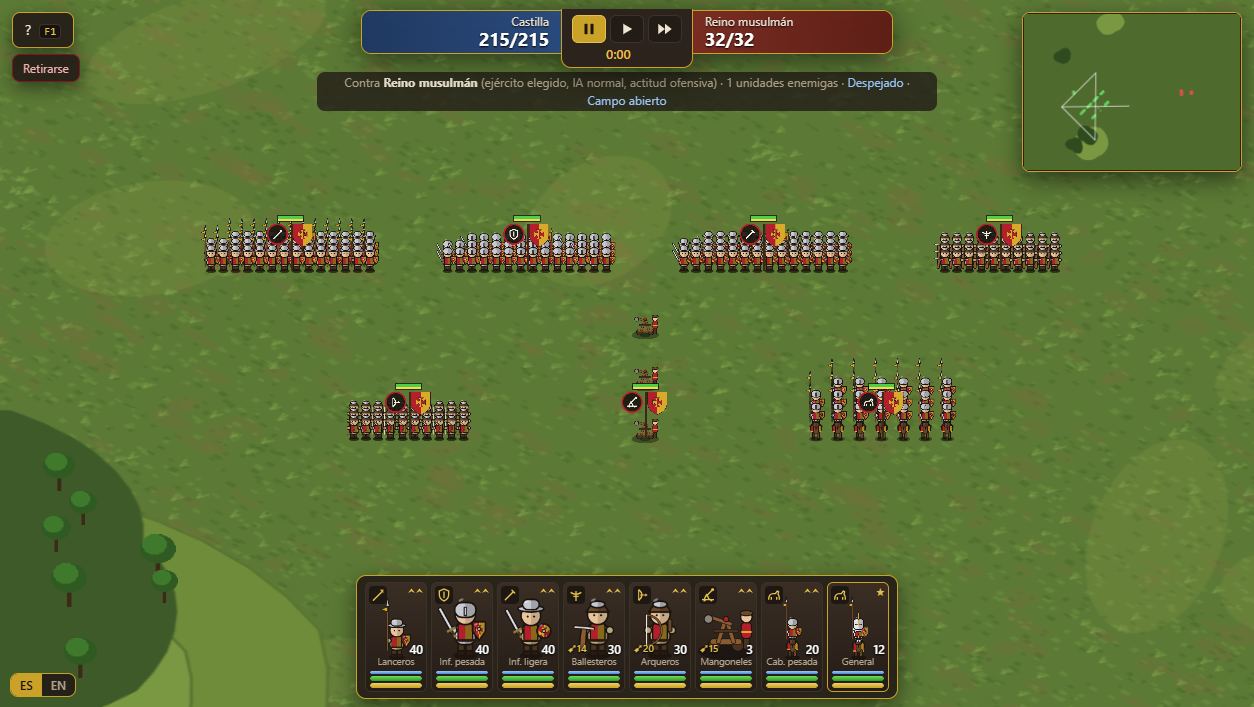 ? F1
Retirarse
Castilla
215/215
0:00
Reino musulmán
32/32
Contra Reino musulmán (ejército elegido, IA normal, actitud ofensiva) · 1 unidades enemigas · Despejado ·
Campo abierto
40
Lanceros
40
Inf. pesada
40
Inf. ligera
14 30
Ballesteros
20 30
Arqueros
15 3
Mangoneles
20
Cab. pesada
12
General
ES EN